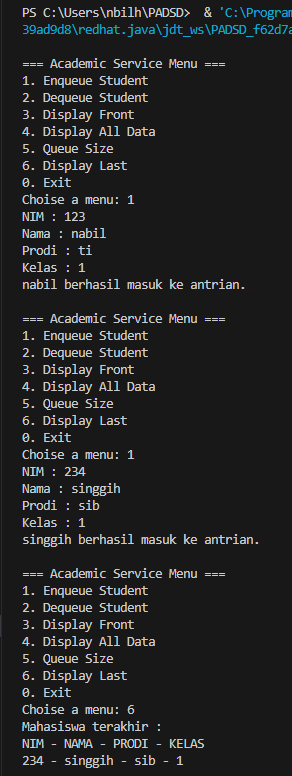 PS C:\Users\nbilh\PADSD>  & 'C:\Program
39ad9d8\redhat.java\jdt_ws\PADSD_f62d7a
=== Academic Service Menu ===
1. Enqueue Student
2. Dequeue Student
3. Display Front
4. Display All Data
5. Queue Size
6. Display Last
0. Exit
Choise a menu: 1
NIM : 123
Nama : nabil
Prodi : ti
Kelas : 1
nabil berhasil masuk ke antrian.
=== Academic Service Menu ===
1. Enqueue Student
2. Dequeue Student
3. Display Front
4. Display All Data
5. Queue Size
6. Display Last
0. Exit
Choise a menu: 1
NIM : 234
Nama : singgih
Prodi : sib
Kelas : 1
singgih berhasil masuk ke antrian.
=== Academic Service Menu ===
1. Enqueue Student
2. Dequeue Student
3. Display Front
4. Display All Data
5. Queue Size
6. Display Last
0. Exit
Choise a menu: 6
Mahasiswa terakhir :
NIM - NAMA - PRODI - KELAS
234 - singgih - sib - 1